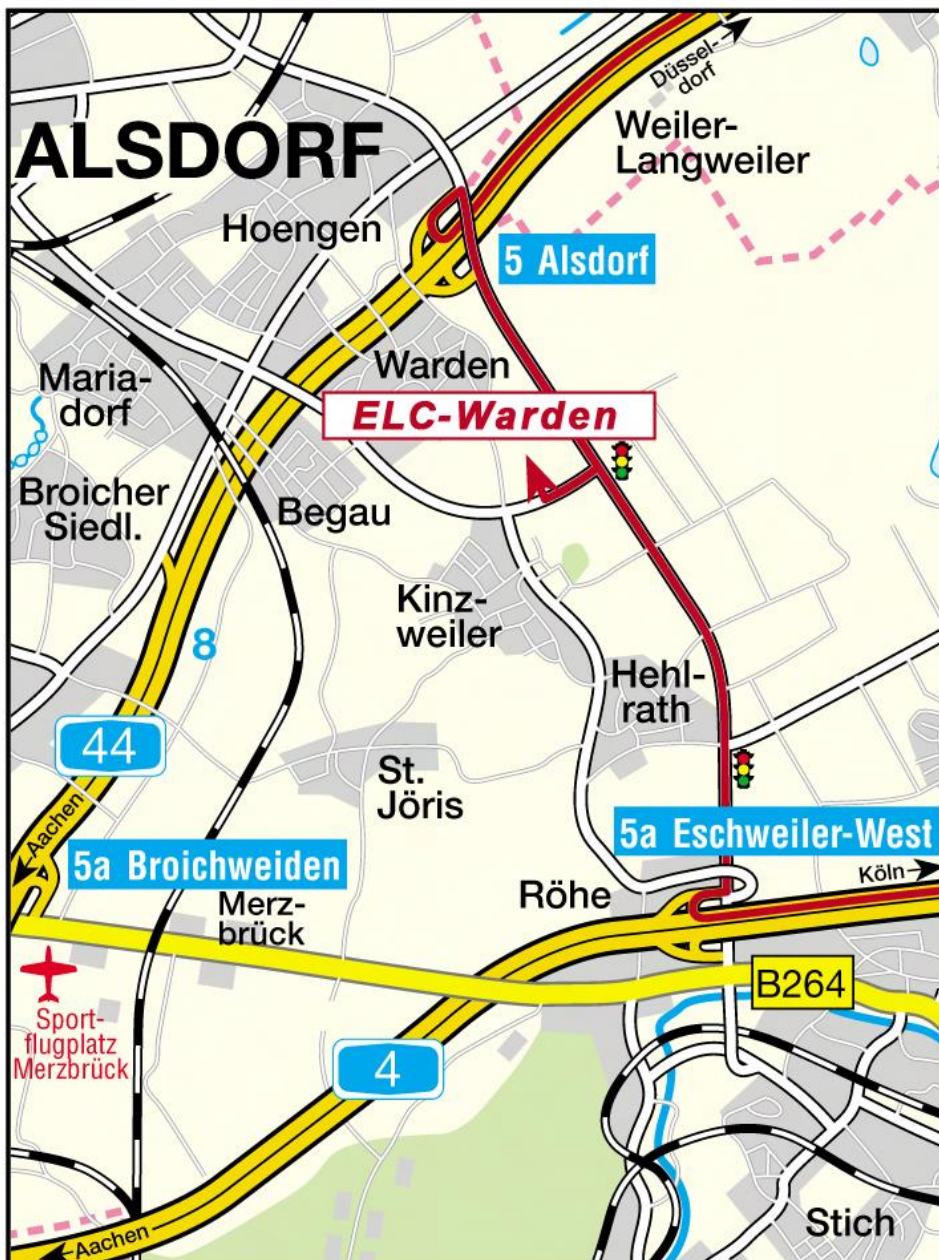 Düssel-
dorf
Weiler-
Langweiler
ALSDORF
Hoengen
5 Alsdorf
Warden
Maria-
dorf
ELC-Warden
Broicher
Siedl.
Begau
Kinz-
weiler
8
Hehl-
rath
44
St.
Jöris
Aachen
5a Broichweiden
5a Eschweiler-West
Köln
Röhe
Merz-
brück
B264
Sport-
flugplatz
Merzbrück
4
Stich
Aachen